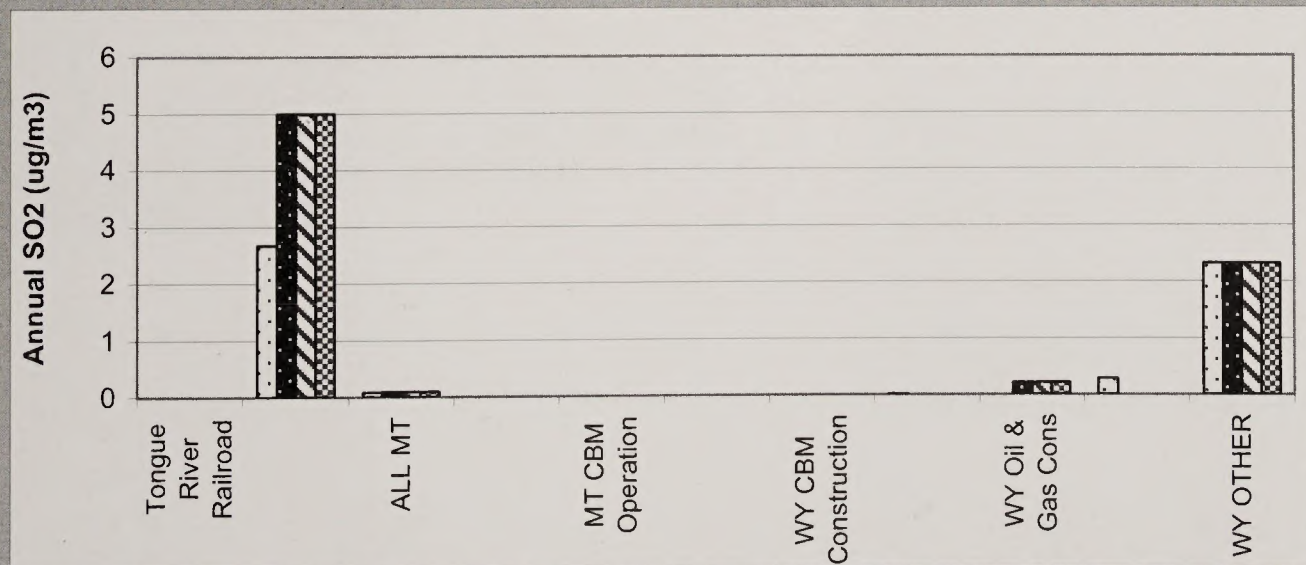 Annual SO2 (ug/m3)
6
5
4
3
2
1
0
Tongue
River
Railroad
ALL MT
MT CBM
Operation
WY CBM
Construction
WY Oil &
Gas Cons
WY OTHER